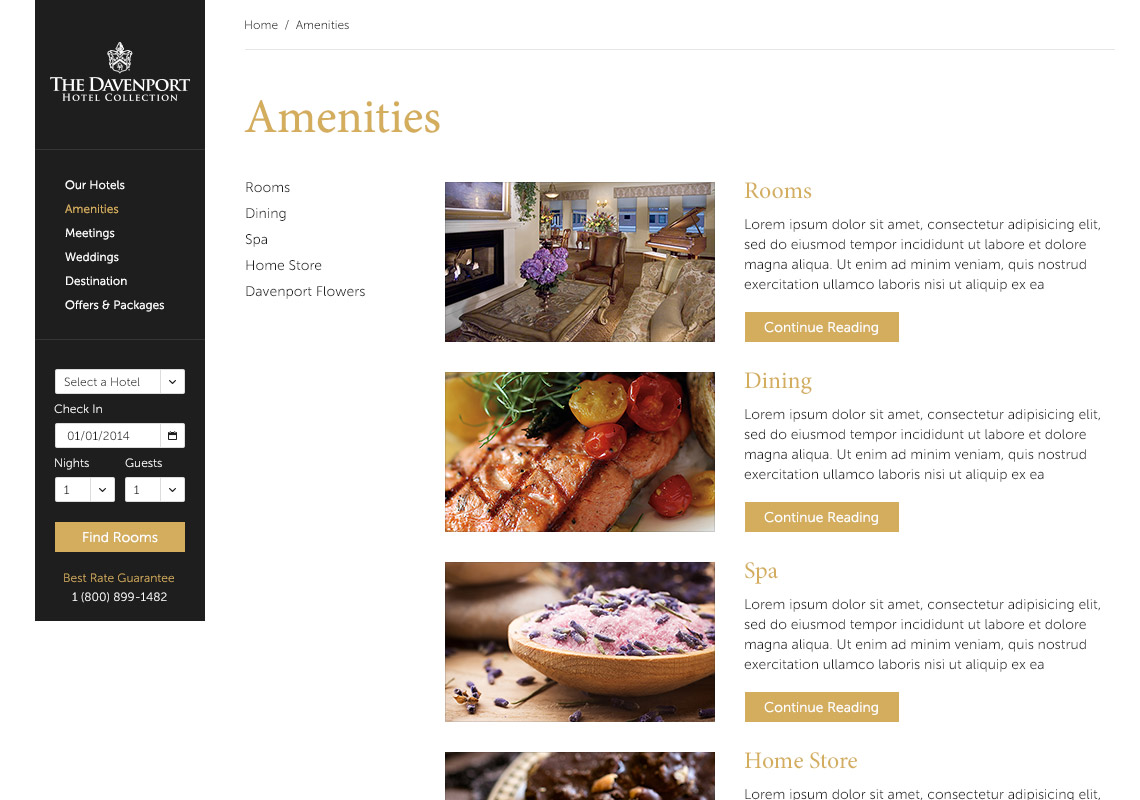 THE DAVENPORT
HOTEL COLLECTION
Our Hotels
Amenities
Meetings
Weddings
Destination
Offers & Packages
Select a Hotel
Check In
01/01/2014
Nights Guests
1 1
Find Rooms
Best Rate Guarantee
1 (800) 899-1482
Home / Amenities
Amenities
Rooms
Dining
Spa
Home Store
Davenport Flowers
Rooms
Lorem ipsum dolor sit amet, consectetur adipisicing elit,
sed do eiusmod tempor incididunt ut labore et dolore
magna aliqua. Ut enim ad minim veniam, quis nostrud
exercitation ullamco laboris nisi ut aliquip ex ea
Continue Reading
Dining
Lorem ipsum dolor sit amet, consectetur adipisicing elit,
sed do eiusmod tempor incididunt ut labore et dolore
magna aliqua. Ut enim ad minim veniam, quis nostrud
exercitation ullamco laboris nisi ut aliquip ex ea
Continue Reading
Spa
Lorem ipsum dolor sit amet, consectetur adipisicing elit,
sed do eiusmod tempor incididunt ut labore et dolore
magna aliqua. Ut enim ad minim veniam, quis nostrud
exercitation ullamco laboris nisi ut aliquip ex ea
Continue Reading
Home Store
Lorem ipsum dolor sit amet, consectetur adipisicing elit,